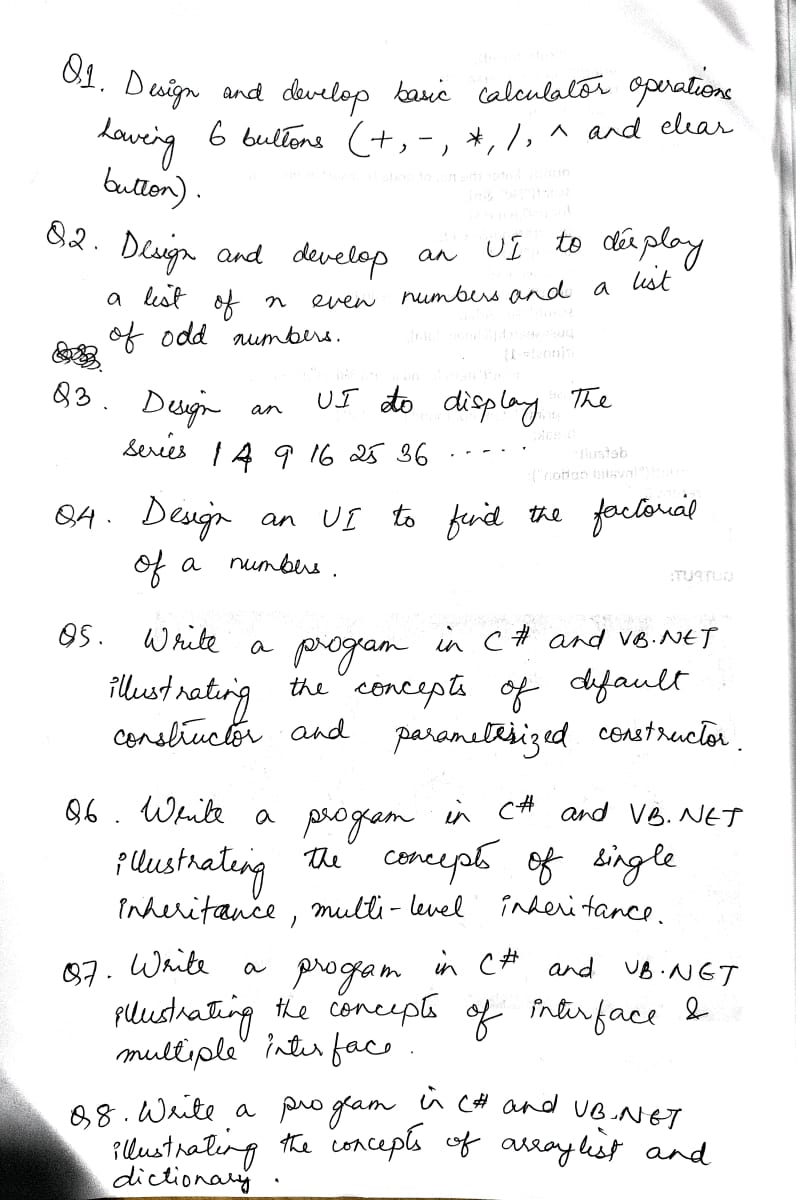 Q1. Design and develop basic calculator operations
having 6 buttons (+, -, *, /, ^ and clear
button).
Q2. Design and develop an UI to display
a list of n even numbers and a list
of odd numbers.
Q3. Design an UI to display the
series 1 4 9 16 25 36 ......
Q4. Design an UI to find the factorial
of a numbers.
OUTPUT:
Q5. Write a program in C# and VB.NET
illustrating the concepts of default
constructor and parameterized constructor.
Q6. Write a program in C# and VB.NET
illustrating the concepts of single
inheritance, multi-level inheritance.
Q7. Write a program in C# and VB.NET
illustrating the concepts of interface &
multiple interface.
Q8. Write a program in C# and VB.NET
illustrating the concepts of arraylist and
dictionary.